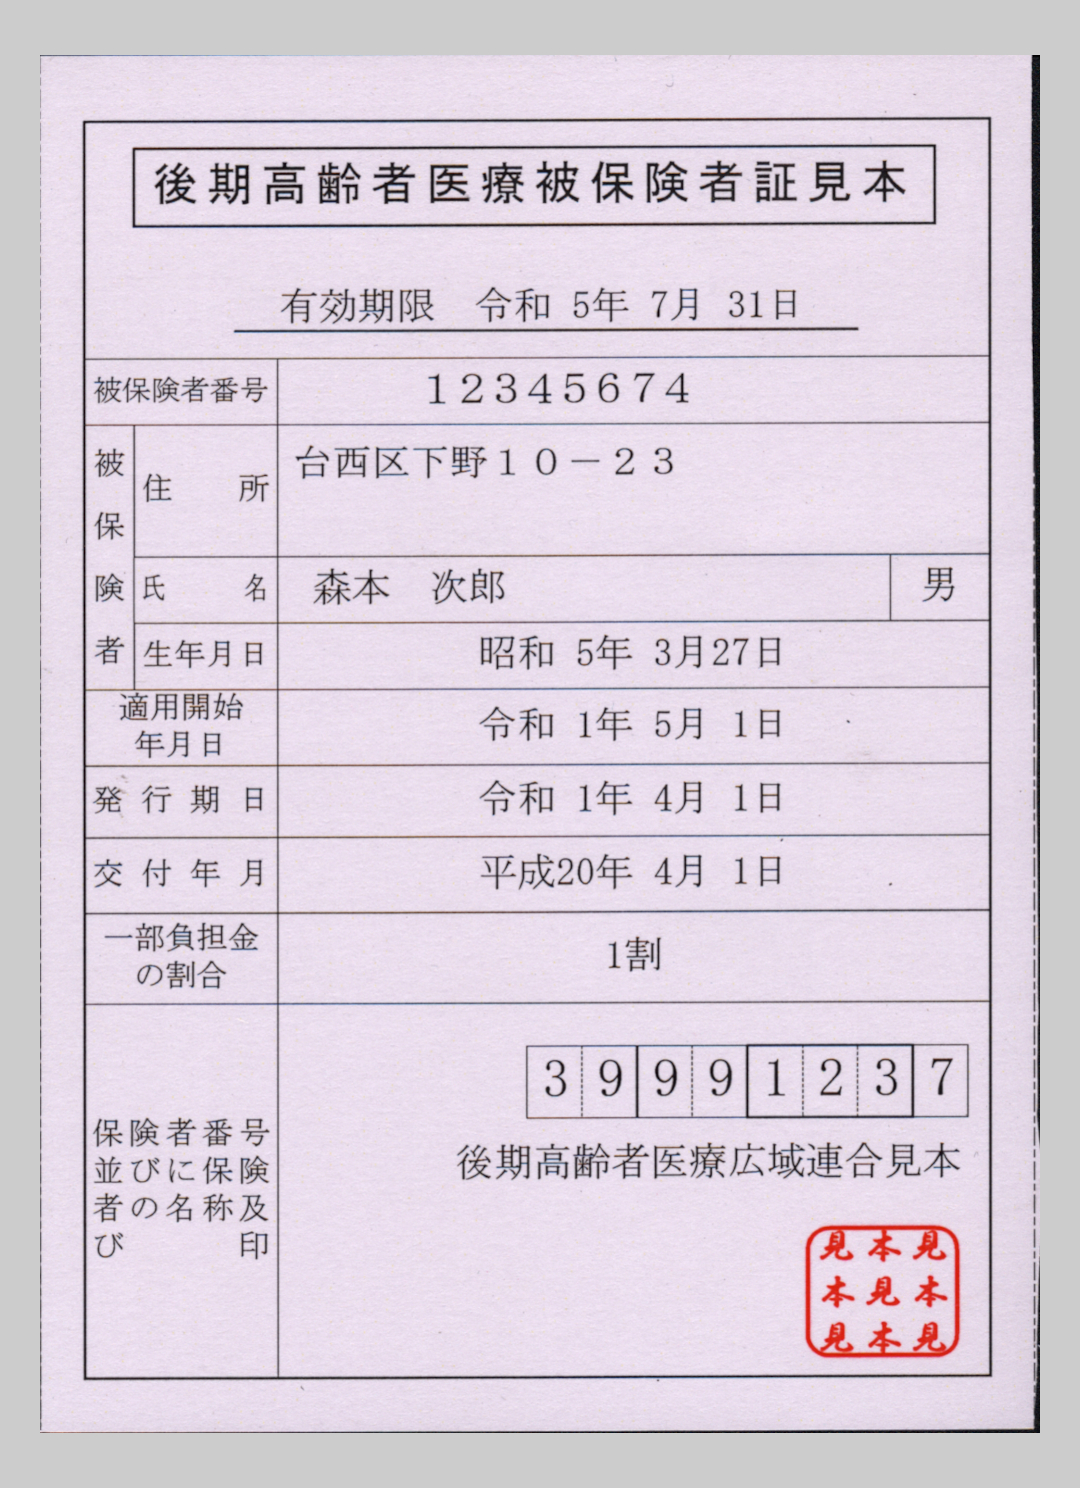 後期高齢者医療被保険者証見本
有効期限　令和 5年 7月 31日
被保険者番号　１２３４５６７４
被保険者
住所　台西区下野１０－２３
氏名　森本　次郎　男
生年月日　昭和 5年 3月27日
適用開始
年月日　令和 1年 5月 1日
発行期日　令和 1年 4月 1日
交付年月　平成20年 4月 1日
一部負担金
の割合　1割
保険者番号
並びに保険
者の名称及
び印
3 9 9 9 1 2 3 7
後期高齢者医療広域連合見本
見本見
本見本
見本見